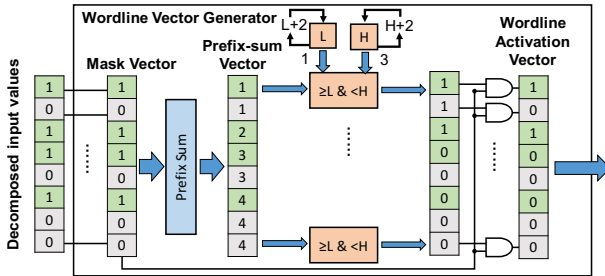 Wordline Vector Generator
L+2
L
H
H+2
Wordline
Activation
Vector
Mask Vector
Prefix-sum
Vector
1
3
Decomposed input values
1
0
1
1
0
1
0
0
1
0
1
1
0
1
0
0
Prefix Sum
1
1
2
3
3
4
4
4
≥L & <H
≥L & <H
1
1
1
0
0
0
0
0
1
0
1
0
0
0
0
0